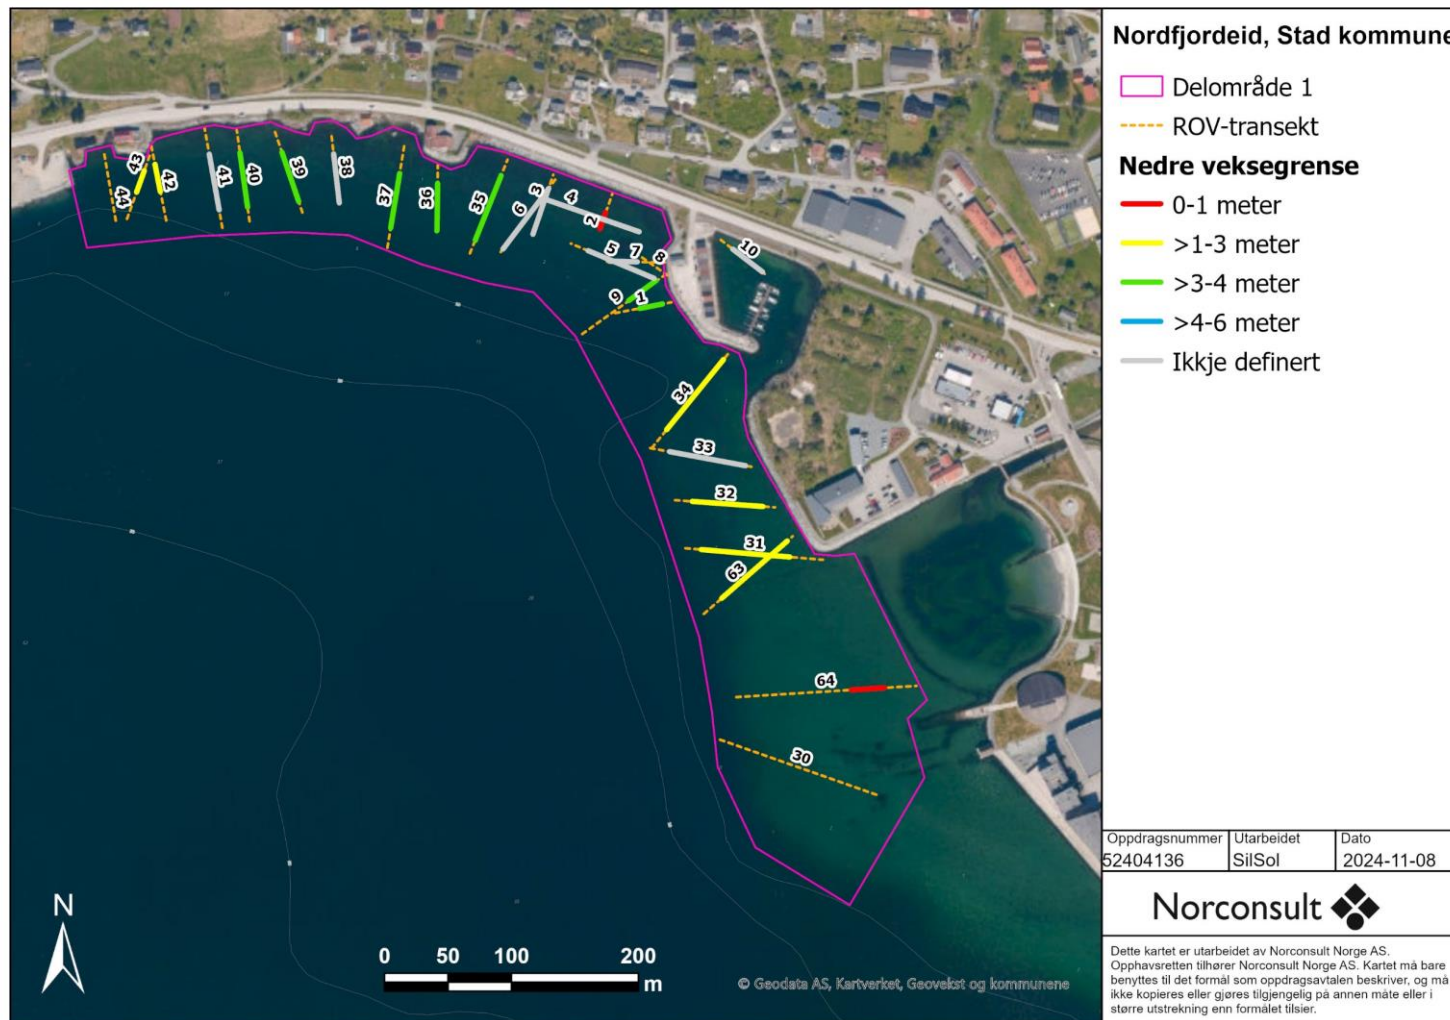 Nordfjordeid, Stad kommune
Delområde 1
ROV-transekt
Nedre veksegrense
0-1 meter
>1-3 meter
>3-4 meter
>4-6 meter
Ikkje definert
44
43
42
41
40
39
38
37
36
35
6
3
4
2
5
7
8
9
1
10
34
33
32
31
63
64
30
N
0 50 100 200
m
© Geodata AS, Kartverket, Geovekst og kommunene
Oppdragsnummer Utarbeidet Dato
52404136 SilSol 2024-11-08
Norconsult
Dette kartet er utarbeidet av Norconsult Norge AS.
Opphavsretten tilhører Norconsult Norge AS. Kartet må bare
benyttes til det formål som oppdragsavtalen beskriver, og må
ikke kopieres eller gjøres tilgjengelig på annen måte eller i
større utstrekning enn formålet tilsier.